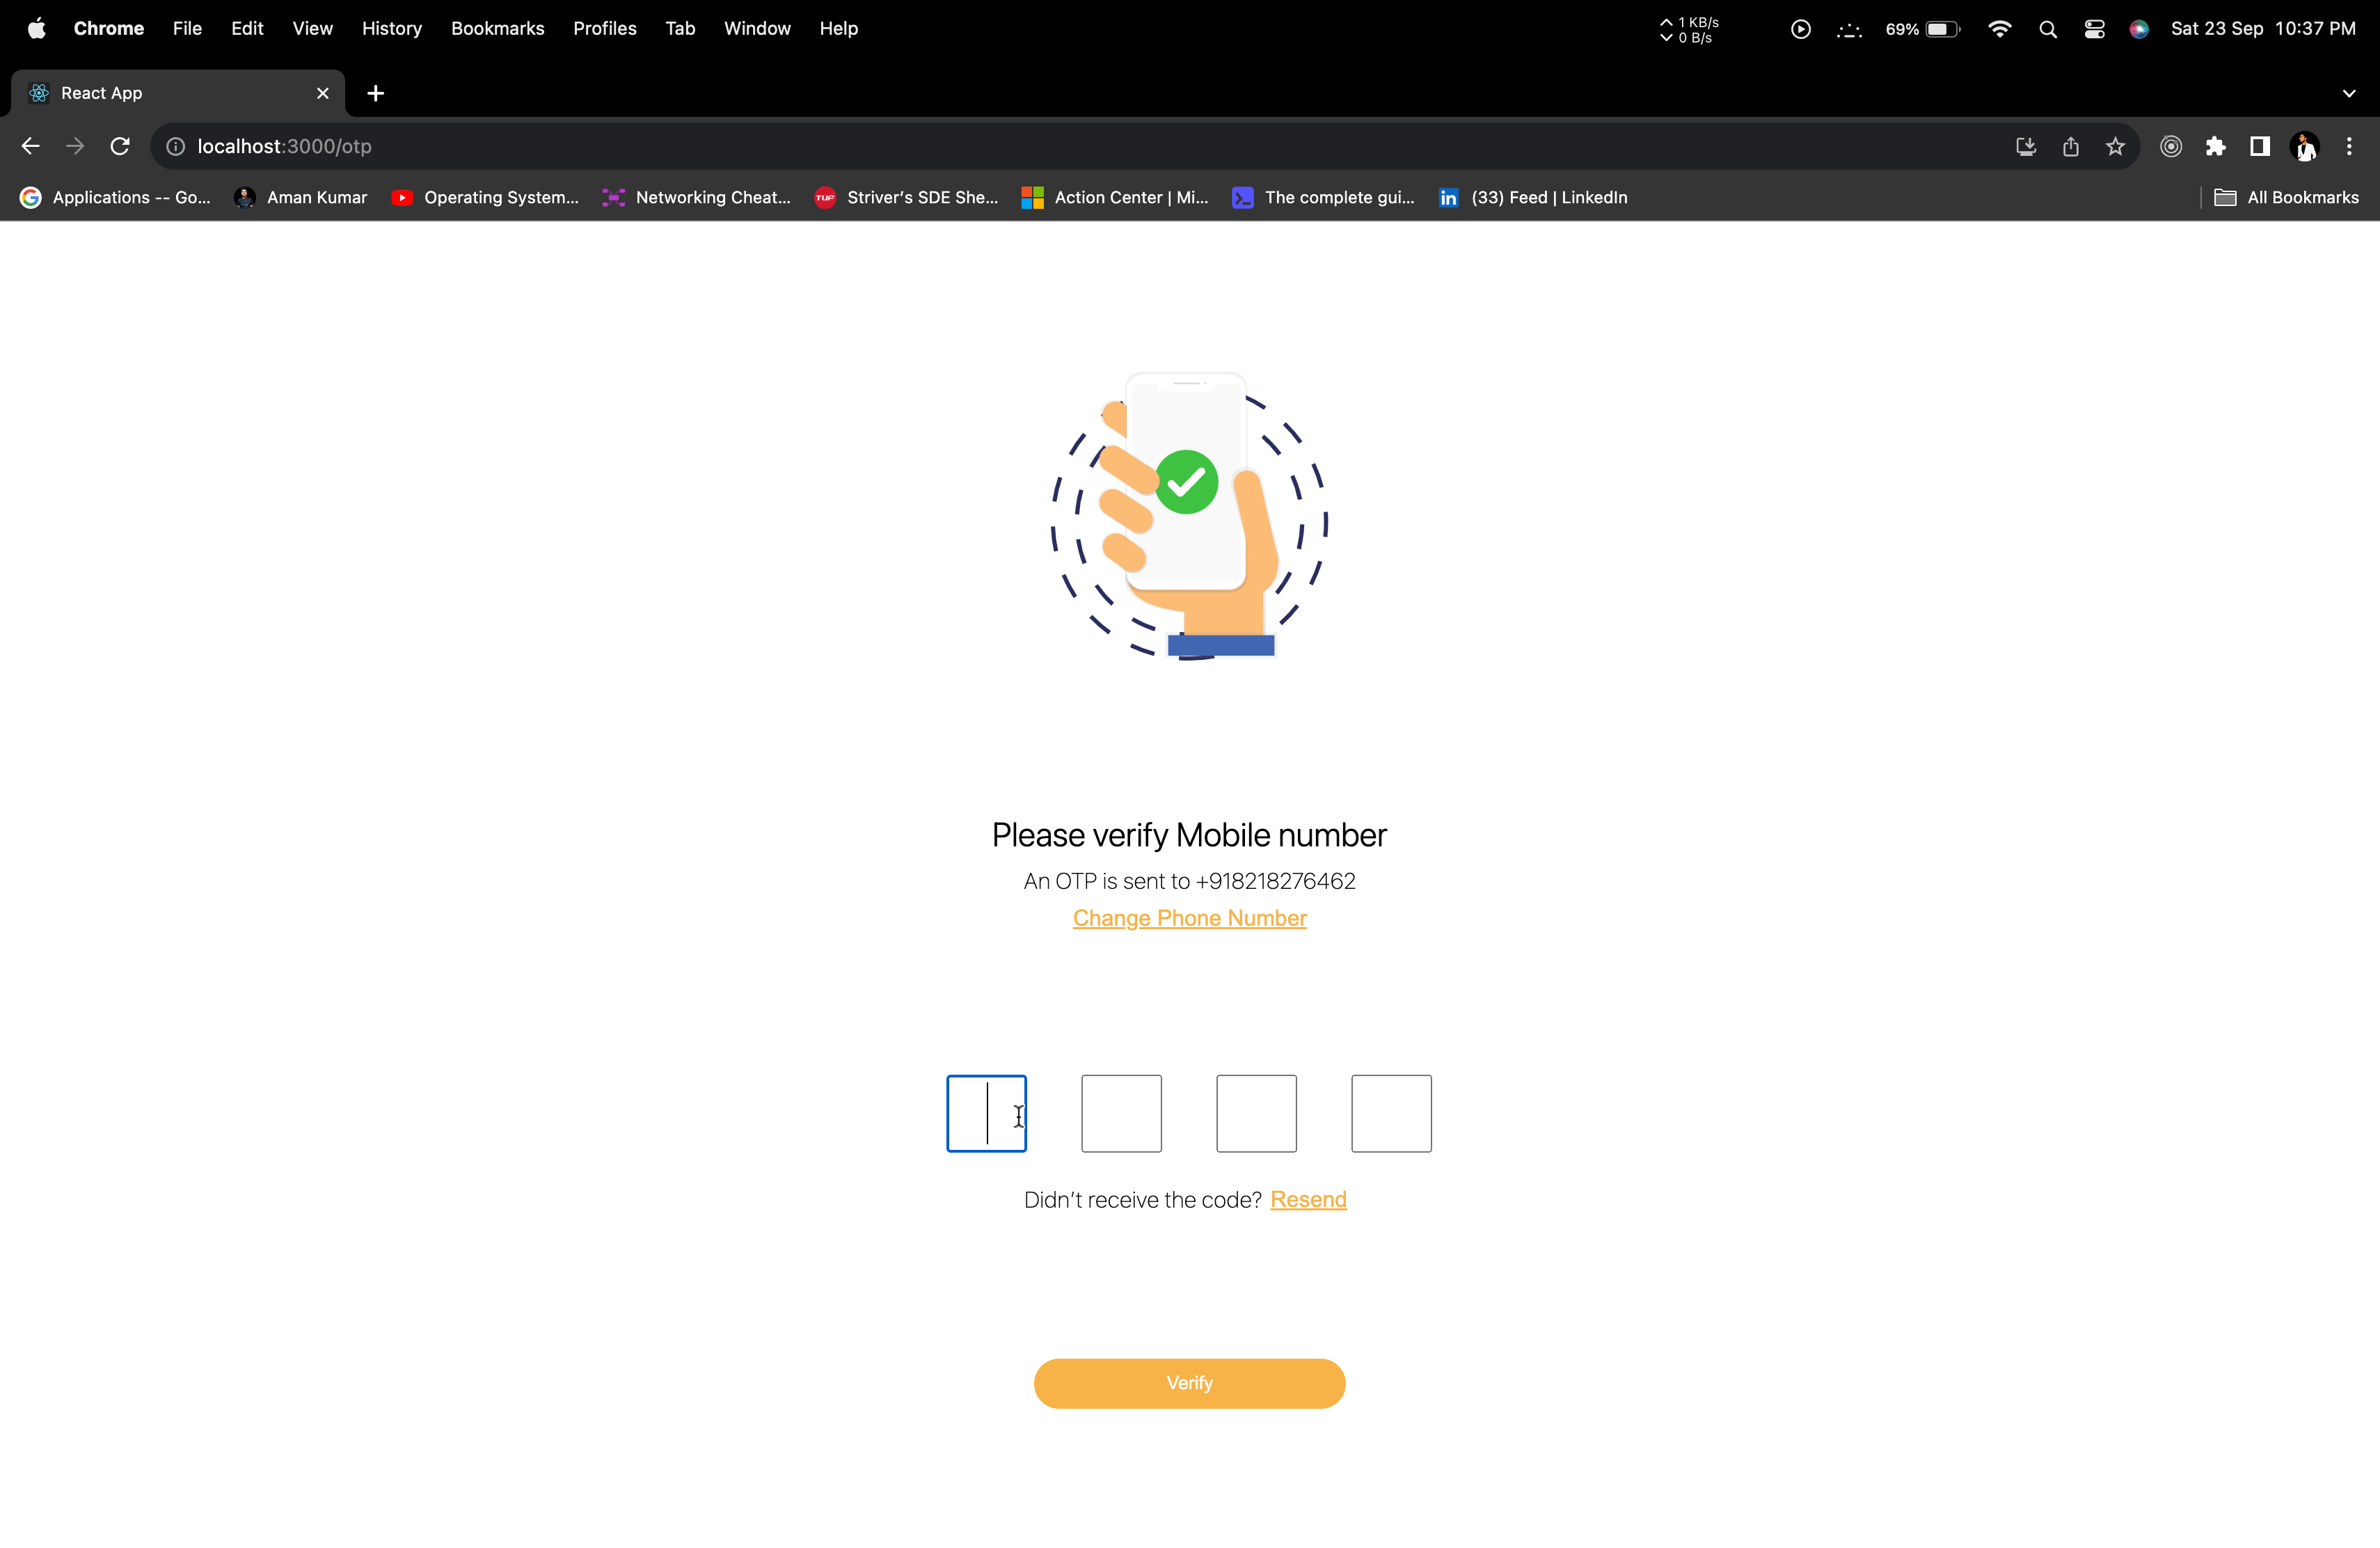 Chrome File Edit View History Bookmarks Profiles Tab Window Help
1 KB/s
0 B/s
69%
Sat 23 Sep 10:37 PM
React App
localhost:3000/otp
Applications -- Go... Aman Kumar Operating System... Networking Cheat... TUF Striver’s SDE She... Action Center | Mi... The complete gui... in (33) Feed | LinkedIn All Bookmarks
Please verify Mobile number
An OTP is sent to +918218276462
Change Phone Number
Didn’t receive the code? Resend
Verify